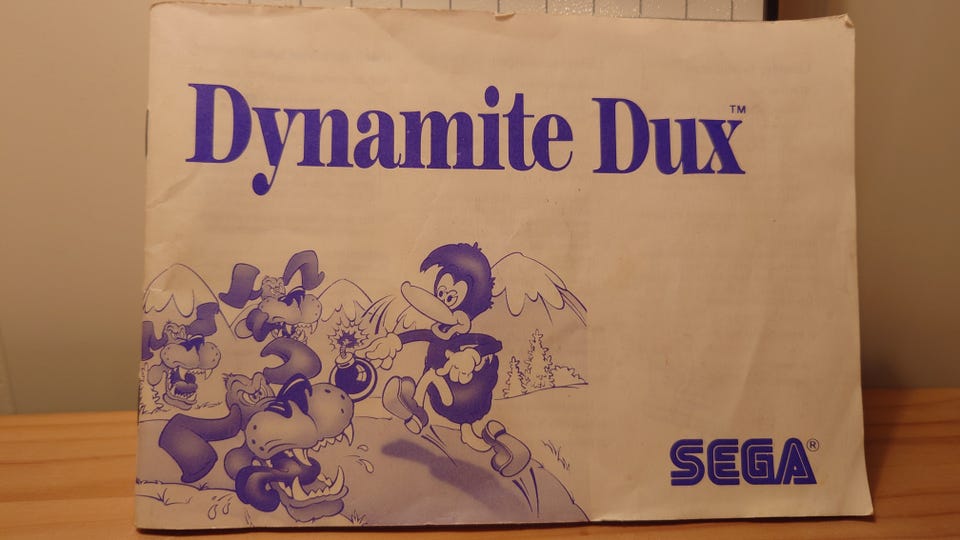 Dynamite Dux™
SEGA®